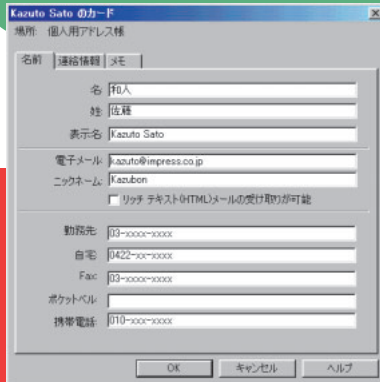 Kazuto Sato のカード
場所: 個人用アドレス帳
名前 連絡情報 メモ
名: 和人
姓: 佐藤
表示名: Kazuto Sato
電子メール: kazuto@impress.co.jp
ニックネーム: Kazubon
リッチ テキスト(HTML)メールの受け取りが可能
勤務先: 03-xxxx-xxxx
自宅: 0422-xx-xxxx
Fax: 03-xxxx-xxxx
ポケットベル:
携帯電話: 010-xxx-xxxx
OK キャンセル ヘルプ